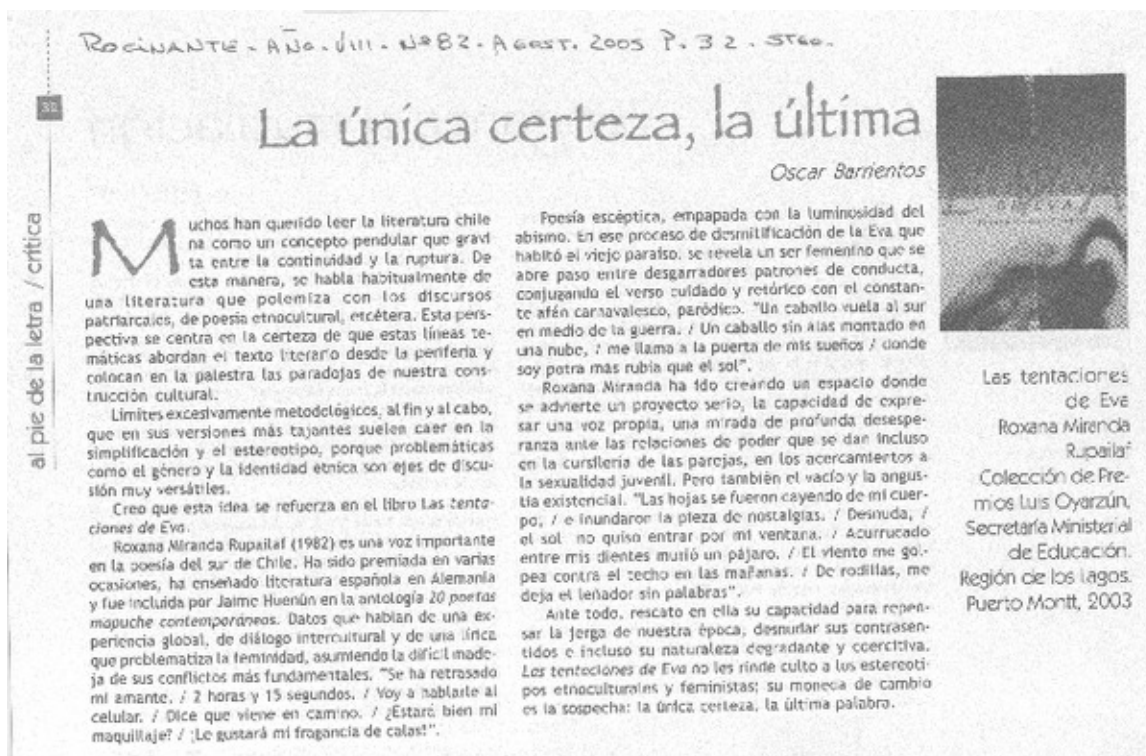 ROCINANTE - AÑO. VIII - Nº 82 - AGOST. 2005 P. 32 - STGO.
32
al pie de la letra / crítica
La única certeza, la última
Oscar Barrientos
Muchos han querido leer la literatura chile
na como un concepto pendular que gravi
ta entre la continuidad y la ruptura. De
esta manera, se habla habitualmente de
una literatura que polemiza con los discursos
patriarcales, de poesía etnocultural, etcétera. Esta pers-
pectiva se centra en la certeza de que estas líneas te-
máticas abordan el texto literario desde la periferia y
colocan en la palestra las paradojas de nuestra cons-
trucción cultural.
Límites excesivamente metodológicos, al fin y al cabo,
que en sus versiones más tajantes suelen caer en la
simplificación y el estereotipo, porque problemáticas
como el género y la identidad étnica son ejes de discu-
sión muy versátiles.
Creo que esta idea se refuerza en el libro Las tenta-
ciones de Eva.
Roxana Miranda Rupailaf (1982) es una voz importante
en la poesía del sur de Chile. Ha sido premiada en varias
ocasiones, ha enseñado literatura española en Alemania
y fue incluida por Jaime Huenún en la antología 20 poetas
mapuche contemporáneos. Datos que hablan de una ex-
periencia global, de diálogo intercultural y de una lírica
que problematiza la feminidad, asumiendo la difícil made-
ja de sus conflictos más fundamentales. "Se ha retrasado
mi amante. / 2 horas y 15 segundos. / Voy a hablarle al
celular. / Dice que viene en camino. / ¿Estará bien mi
maquillaje? / ¡Le gustará mi fragancia de calas!".
Poesía escéptica, empapada con la luminosidad del
abismo. En ese proceso de desmitificación de la Eva que
habitó el viejo paraíso, se revela un ser femenino que se
abre paso entre desgarradores patrones de conducta,
conjugando el verso cuidado y retórico con el constan-
te afán carnavalesco, paródico. "Un caballo vuela al sur
en medio de la guerra. / Un caballo sin alas montado en
una nube, / me llama a la puerta de mis sueños / donde
soy potra más rubia que el sol".
Roxana Miranda ha ido creando un espacio donde
se advierte un proyecto serio, la capacidad de expre-
sar una voz propia, una mirada de profunda desespe-
ranza ante las relaciones de poder que se dan incluso
en la cursilería de las parejas, en los acercamientos a
la sexualidad juvenil. Pero también el vacío y la angus-
tia existencial. "Las hojas se fueron cayendo de mi cuer-
po, / e inundaron la pieza de nostalgias. / Desnuda, /
el sol no quiso entrar por mi ventana. / Acurrucado
entre mis dientes murió un pájaro. / El viento me gol-
pea contra el techo en las mañanas. / De rodillas, me
deja el leñador sin palabras".
Ante todo, rescato en ella su capacidad para repen-
sar la jerga de nuestra época, desnudar sus contrasen-
tidos e incluso su naturaleza degradante y coercitiva.
Las tentaciones de Eva no les rinde culto a los estereoti-
pos etnoculturales y feministas; su moneda de cambio
es la sospecha: la única certeza, la última palabra.
Las tentaciones
de Eva
Roxana Miranda
Rupailaf
Colección de Pre-
mios Luis Oyarzún,
Secretaría Ministerial
de Educación.
Región de los Lagos.
Puerto Montt, 2003